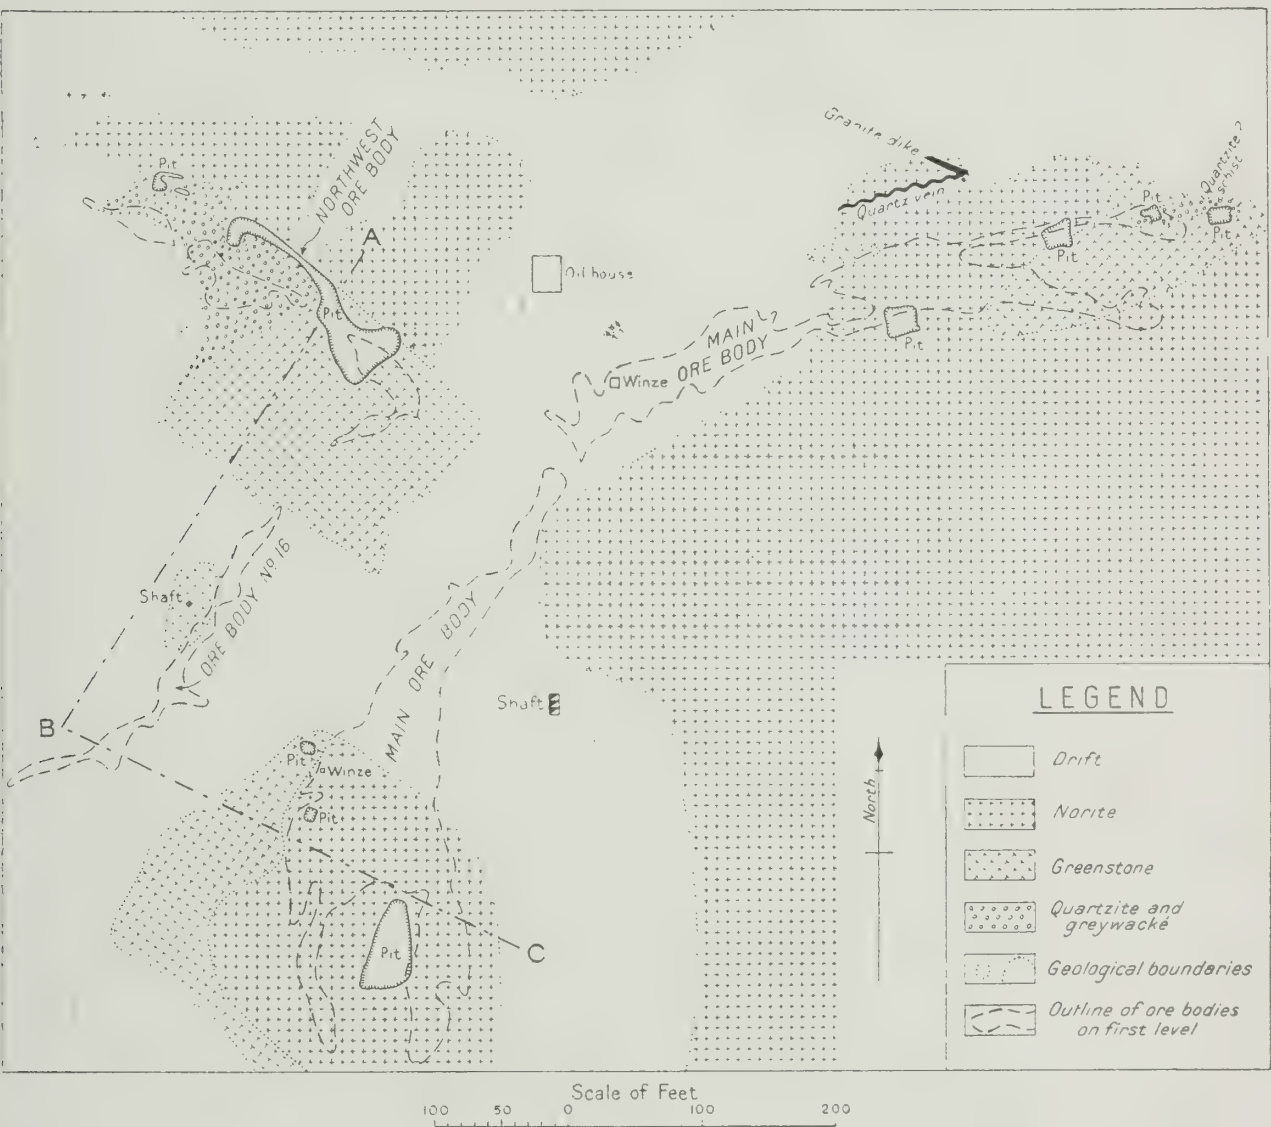 Granite dike
Quartz vein
Quartzite ?
schist
Pit
NORTHWEST
ORE BODY
A
Pit
Pit
Pit
Oil house
Pit
MAIN
ORE BODY
Pit
Winze
ORE BODY Nº 16
Shaft
MAIN ORE BODY
Shaft
B
Pit
Winze
Pit
Pit
C
North
LEGEND
Drift
Norite
Greenstone
Quartzite and
greywacké
Geological boundaries
Outline of ore bodies
on first level
Scale of Feet
100 50 0 100 200